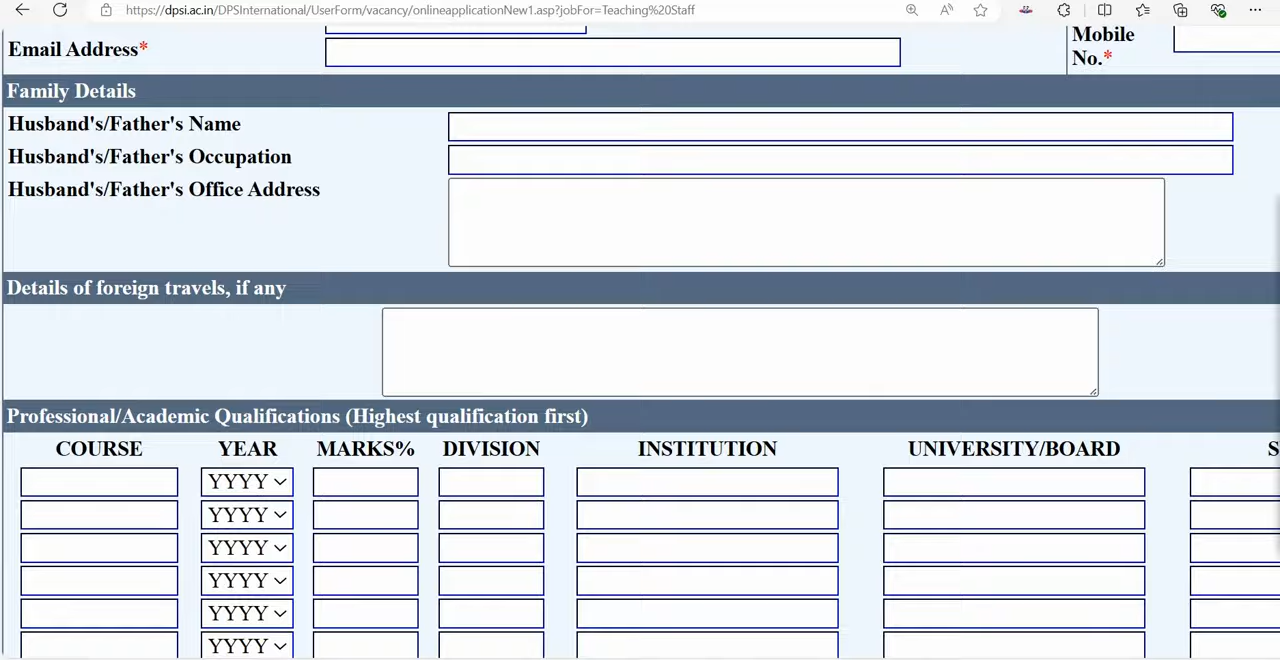 https://dpsi.ac.in/DPSInternational/UserForm/vacancy/onlineapplicationNew1.asp?jobFor=Teaching%20Staff
Email Address*
Mobile
No.*
Family Details
Husband's/Father's Name
Husband's/Father's Occupation
Husband's/Father's Office Address
Details of foreign travels, if any
Professional/Academic Qualifications (Highest qualification first)
COURSE YEAR MARKS% DIVISION INSTITUTION UNIVERSITY/BOARD S
YYYY
YYYY
YYYY
YYYY
YYYY
YYYY